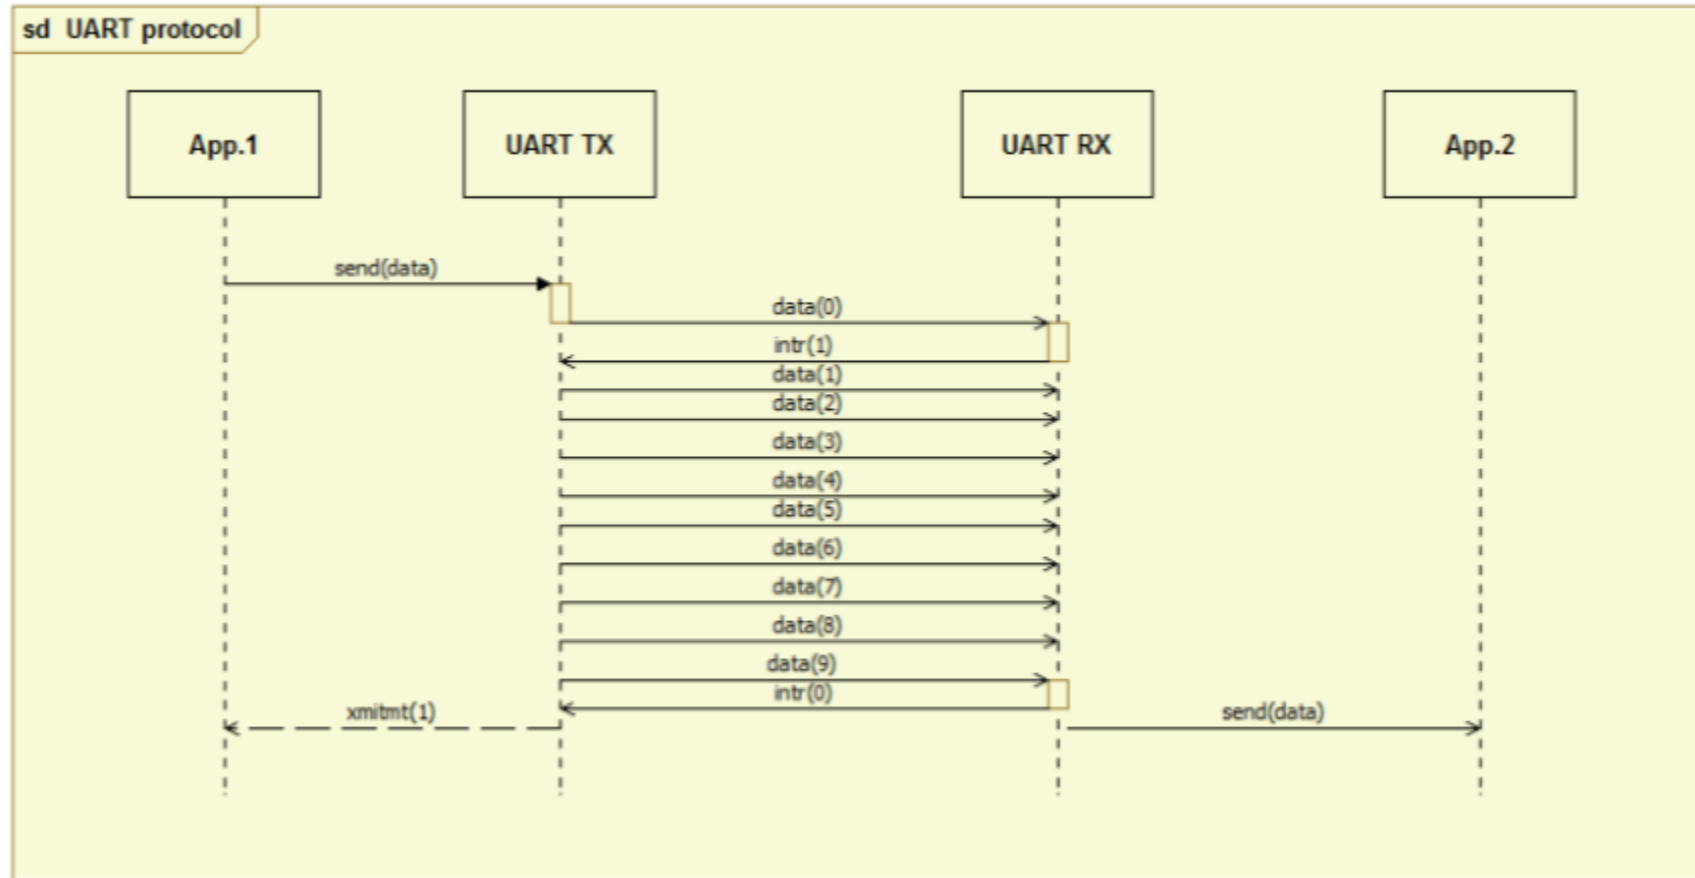 sd UART protocol
App.1
UART TX
UART RX
App.2
send(data)
data(0)
intr(1)
data(1)
data(2)
data(3)
data(4)
data(5)
data(6)
data(7)
data(8)
data(9)
intr(0)
xmitmt(1)
send(data)